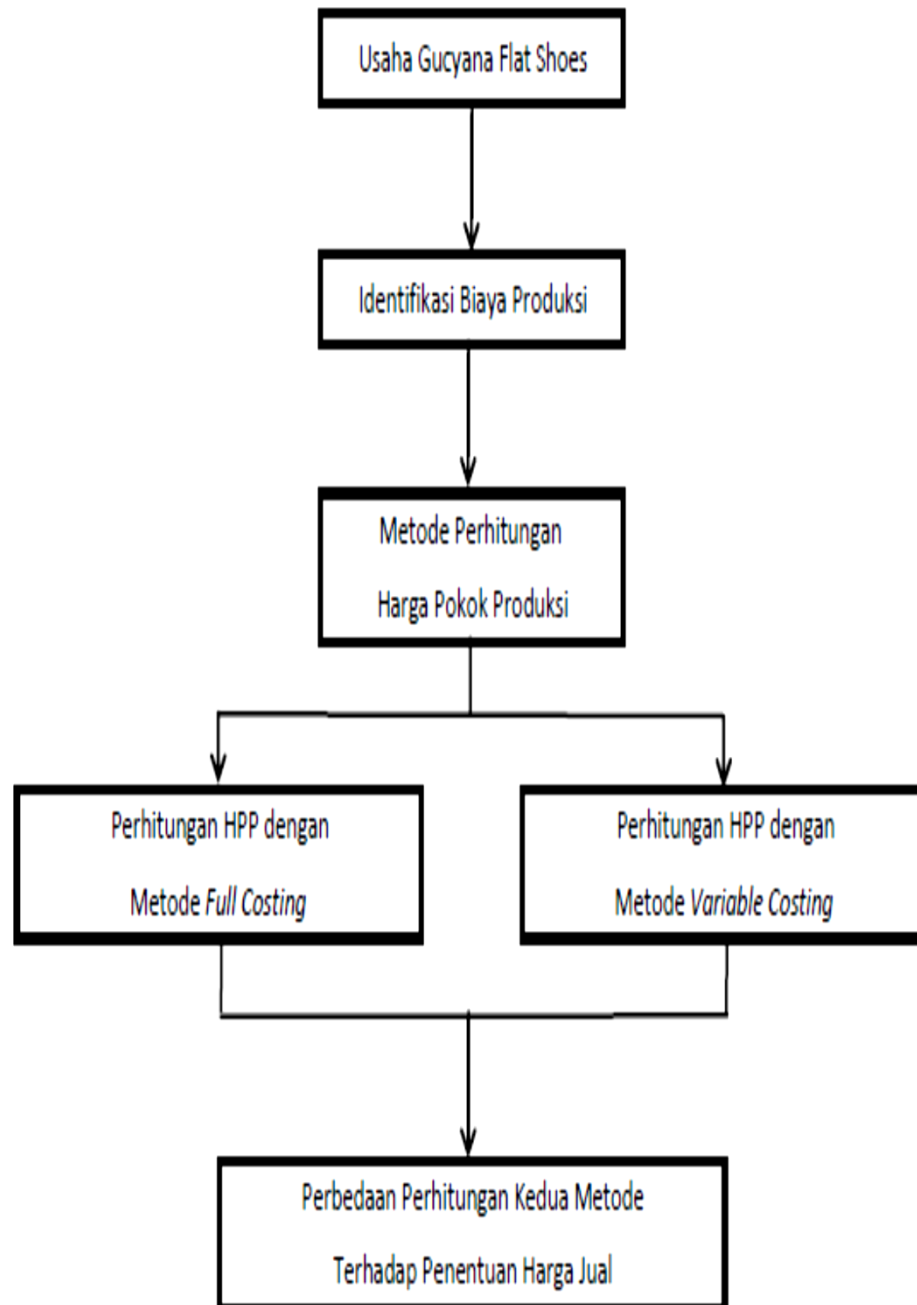 Usaha Gucyana Flat Shoes
Identifikasi Biaya Produksi
Metode Perhitungan
Harga Pokok Produksi
Perhitungan HPP dengan
Metode Full Costing
Perhitungan HPP dengan
Metode Variable Costing
Perbedaan Perhitungan Kedua Metode
Terhadap Penentuan Harga Jual